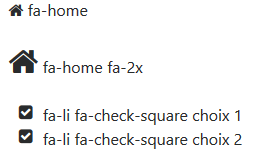 fa-home
fa-home fa-2x
fa-li fa-check-square choix 1
fa-li fa-check-square choix 2